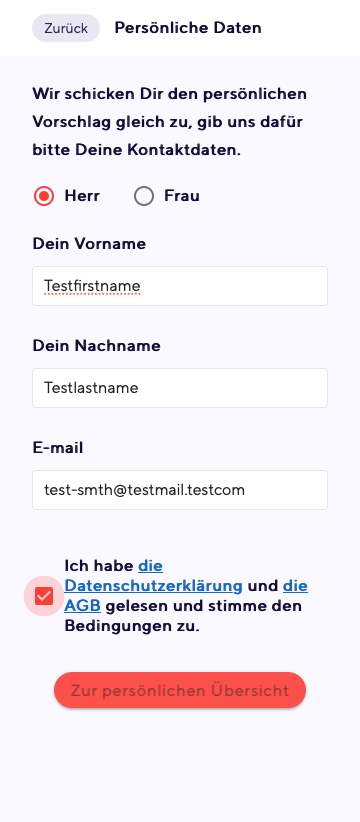 Zurück Persönliche Daten
Wir schicken Dir den persönlichen
Vorschlag gleich zu, gib uns dafür
bitte Deine Kontaktdaten.
Herr Frau
Dein Vorname
Testfirstname
Dein Nachname
Testlastname
E-mail
test-smth@testmail.testcom
Ich habe die
Datenschutzerklärung und die
AGB gelesen und stimme den
Bedingungen zu.
Zur persönlichen Übersicht